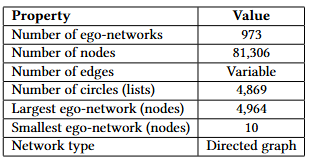 Property Value
Number of ego-networks 973
Number of nodes 81,306
Number of edges Variable
Number of circles (lists) 4,869
Largest ego-network (nodes) 4,964
Smallest ego-network (nodes) 10
Network type Directed graph